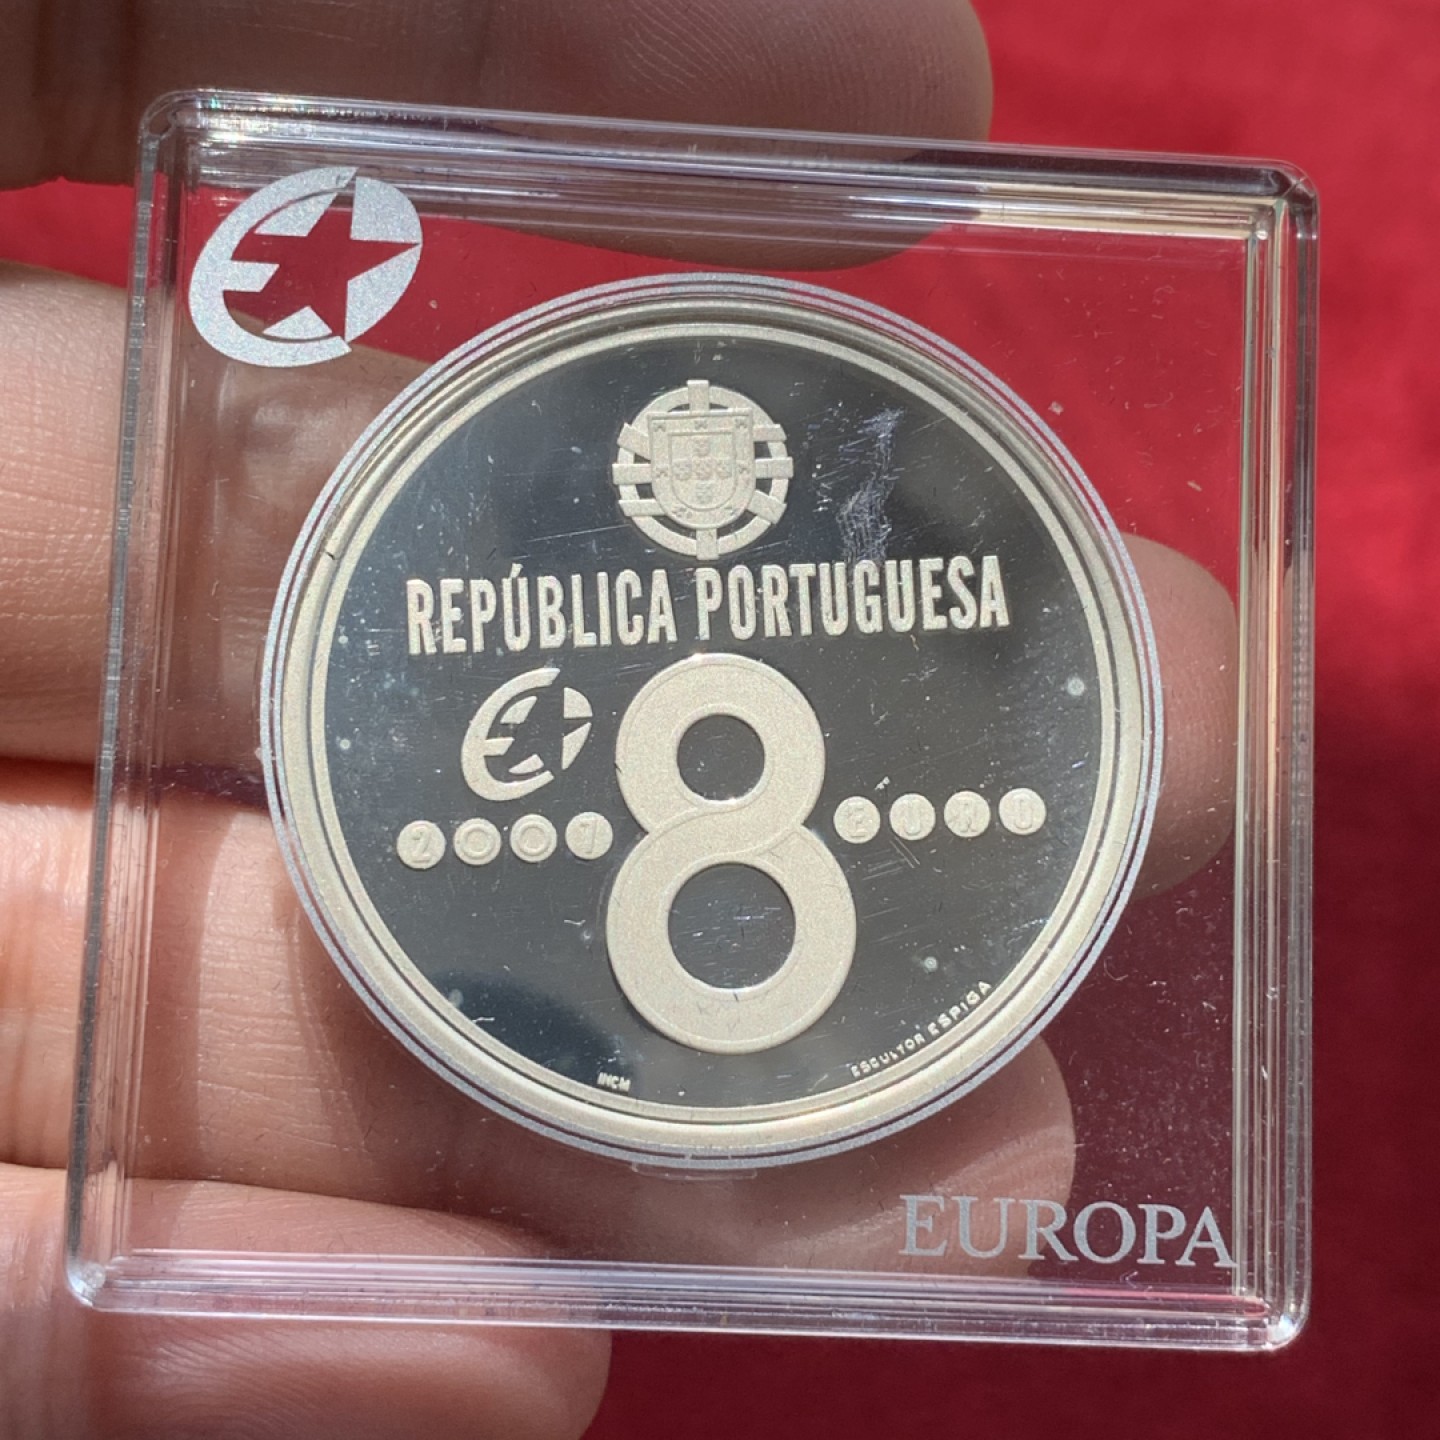 REPÚBLICA PORTUGUESA
8
2007 EURO
INCM
ESCULTOR ESPIGA
EUROPA